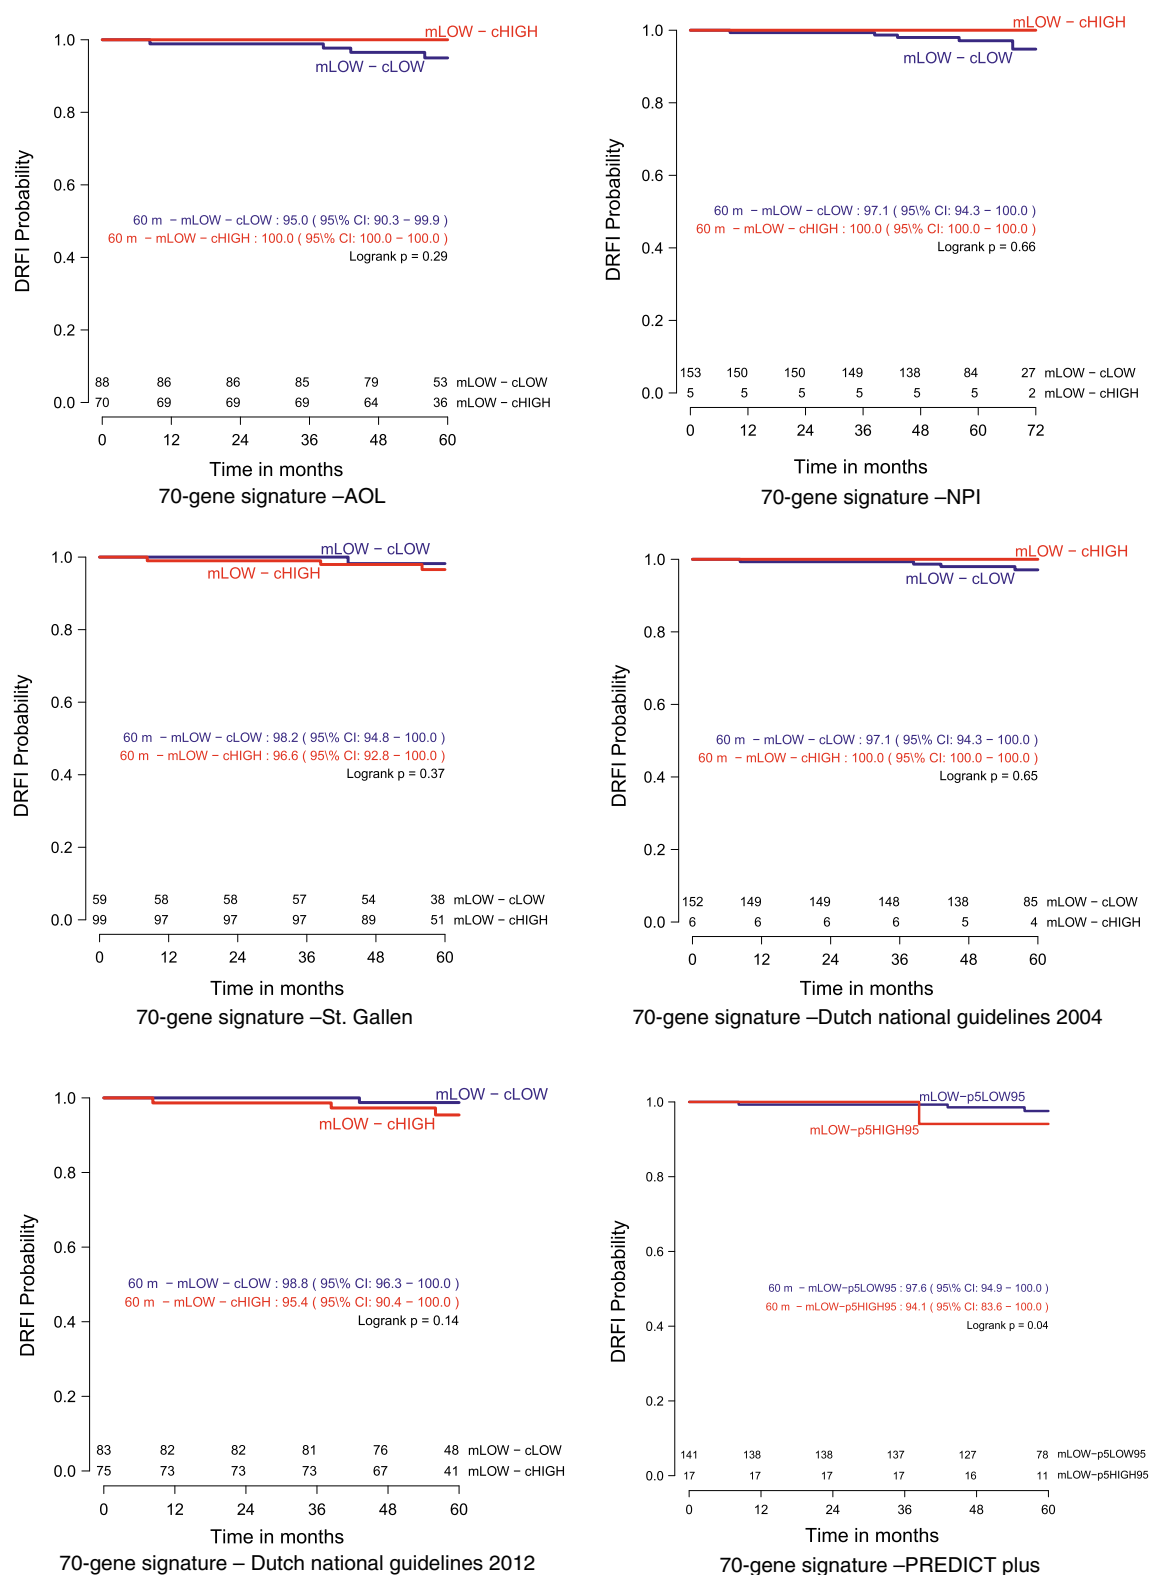 mLOW − cHIGH
1.0
mLOW − cLOW
0.8
0.6
60 m − mLOW − cLOW : 95.0 ( 95\% CI: 90.3 − 99.9 )
60 m − mLOW − cHIGH : 100.0 ( 95\% CI: 100.0 − 100.0 )
Logrank p = 0.29
0.4
0.2
88 86 86 85 79 53 mLOW − cLOW
0.0 70 69 69 69 64 36 mLOW − cHIGH
0 12 24 36 48 60
DRFI Probability
Time in months
70-gene signature –AOL
mLOW − cHIGH
1.0
mLOW − cLOW
0.8
0.6
60 m − mLOW − cLOW : 97.1 ( 95\% CI: 94.3 − 100.0 )
60 m − mLOW − cHIGH : 100.0 ( 95\% CI: 100.0 − 100.0 )
Logrank p = 0.66
0.4
0.2
153 150 150 149 138 84 27 mLOW − cLOW
0.0 5 5 5 5 5 5 2 mLOW − cHIGH
0 12 24 36 48 60 72
DRFI Probability
Time in months
70-gene signature –NPI
mLOW − cLOW
1.0
mLOW − cHIGH
0.8
0.6
60 m − mLOW − cLOW : 98.2 ( 95\% CI: 94.8 − 100.0 )
60 m − mLOW − cHIGH : 96.6 ( 95\% CI: 92.8 − 100.0 )
Logrank p = 0.37
0.4
0.2
59 58 58 57 54 38 mLOW − cLOW
0.0 99 97 97 97 89 51 mLOW − cHIGH
0 12 24 36 48 60
DRFI Probability
Time in months
70-gene signature –St. Gallen
mLOW − cHIGH
1.0
mLOW − cLOW
0.8
0.6
60 m − mLOW − cLOW : 97.1 ( 95\% CI: 94.3 − 100.0 )
60 m − mLOW − cHIGH : 100.0 ( 95\% CI: 100.0 − 100.0 )
Logrank p = 0.65
0.4
0.2
152 149 149 148 138 85 mLOW − cLOW
0.0 6 6 6 6 5 4 mLOW − cHIGH
0 12 24 36 48 60
DRFI Probability
Time in months
70-gene signature –Dutch national guidelines 2004
mLOW − cLOW
1.0
mLOW − cHIGH
0.8
0.6
60 m − mLOW − cLOW : 98.8 ( 95\% CI: 96.3 − 100.0 )
60 m − mLOW − cHIGH : 95.4 ( 95\% CI: 90.4 − 100.0 )
Logrank p = 0.14
0.4
0.2
83 82 82 81 76 48 mLOW − cLOW
0.0 75 73 73 73 67 41 mLOW − cHIGH
0 12 24 36 48 60
DRFI Probability
Time in months
70-gene signature – Dutch national guidelines 2012
mLOW−p5LOW95
1.0
mLOW−p5HIGH95
0.8
0.6
60 m − mLOW−p5LOW95 : 97.6 ( 95\% CI: 94.9 − 100.0 )
60 m − mLOW−p5HIGH95 : 94.1 ( 95\% CI: 83.6 − 100.0 )
Logrank p = 0.04
0.4
0.2
141 138 138 137 127 78 mLOW−p5LOW95
0.0 17 17 17 17 16 11 mLOW−p5HIGH95
0 12 24 36 48 60
DRFI Probability
Time in months
70-gene signature –PREDICT plus